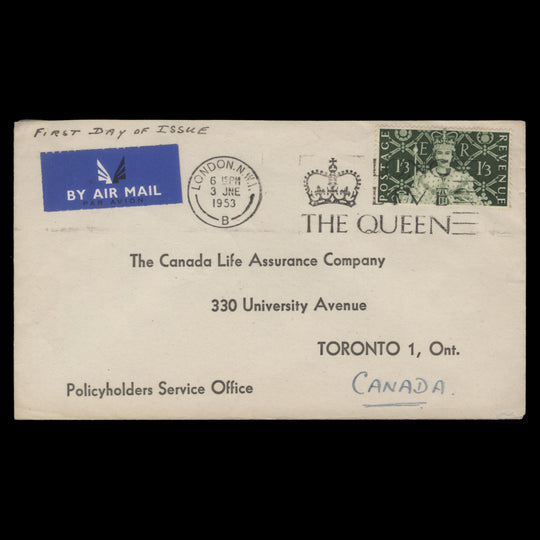 FIRST DAY OF ISSUE
BY AIR MAIL
PAR AVION
LONDON.N.W.1.
6 15PM
3 JNE
1953
B
THE QUEEN
POSTAGE
1/3 E R 1/3
REVENUE
The Canada Life Assurance Company
330 University Avenue
TORONTO 1, Ont.
Policyholders Service Office
CANADA.